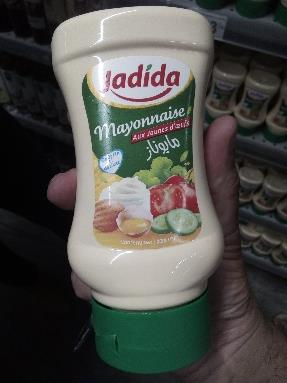 Jadida
Mayonnaise
Aux Jaunes d'œufs
مايونيز